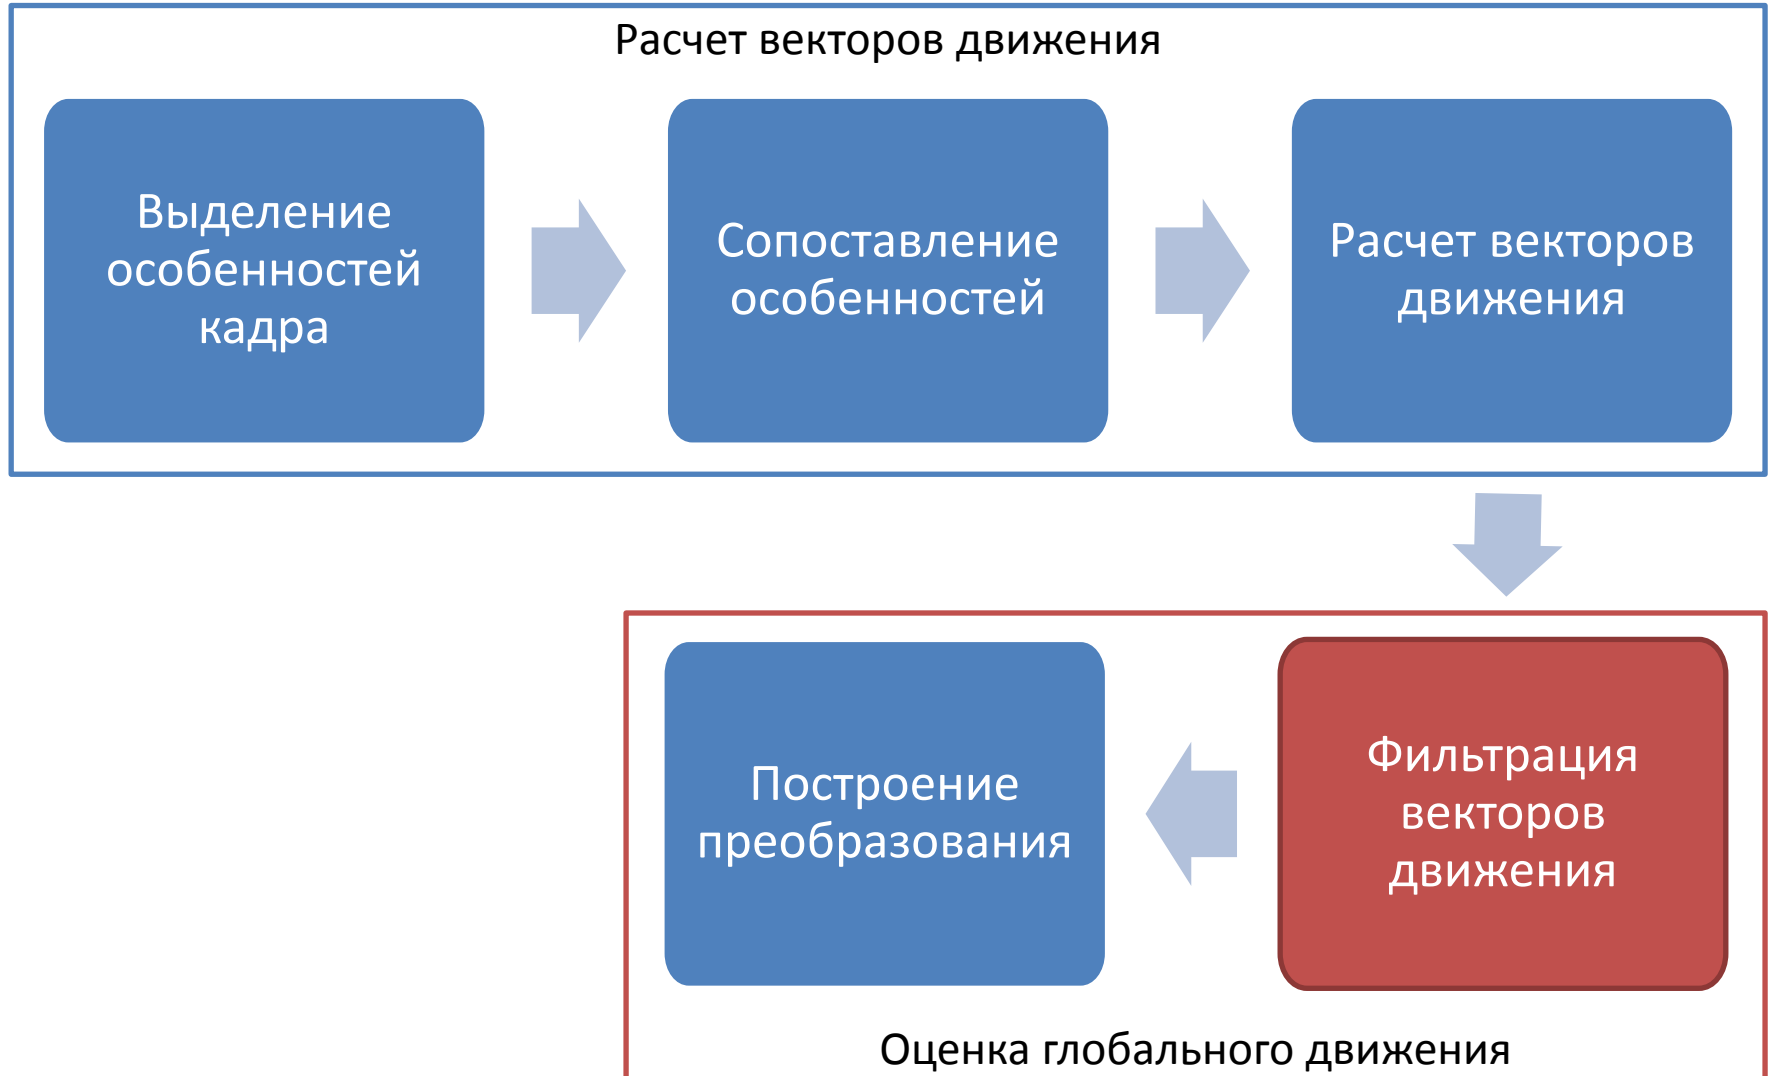 Расчет векторов движения
Выделение
особенностей
кадра
Сопоставление
особенностей
Расчет векторов
движения
Фильтрация
векторов
движения
Построение
преобразования
Оценка глобального движения